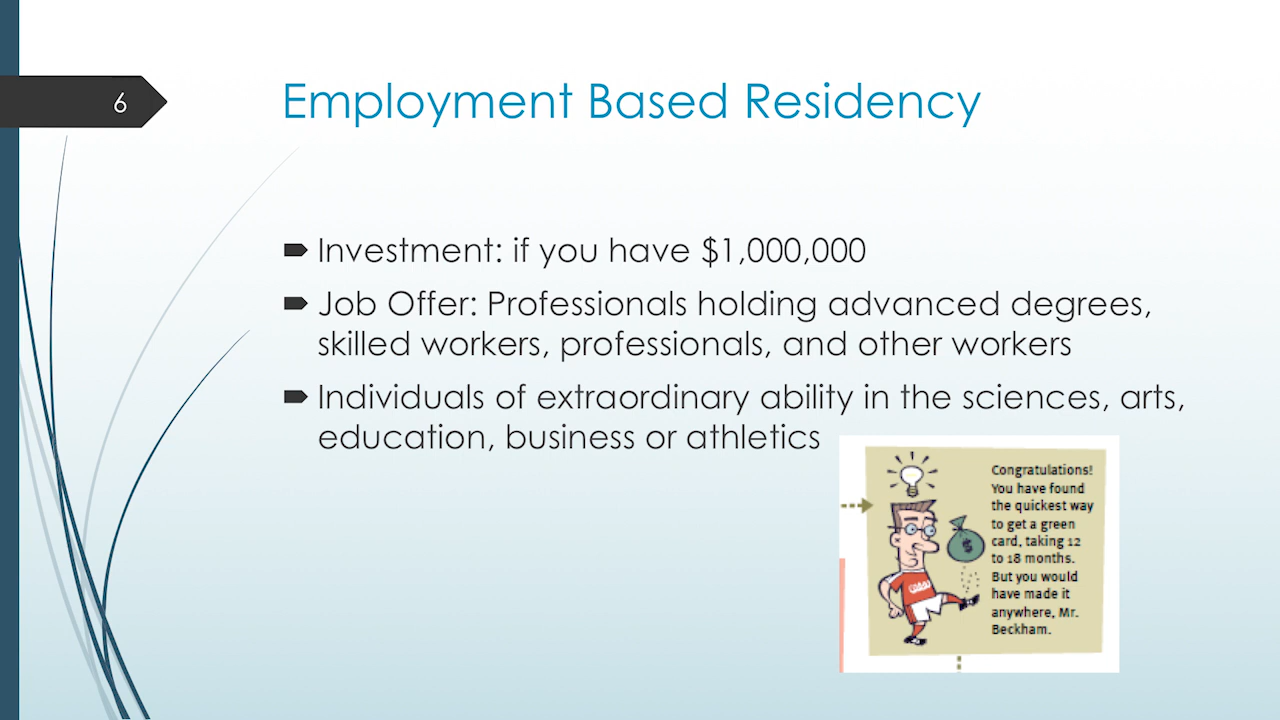 6
Employment Based Residency
Investment: if you have $1,000,000
Job Offer: Professionals holding advanced degrees,
skilled workers, professionals, and other workers
Individuals of extraordinary ability in the sciences, arts,
education, business or athletics
Congratulations!
You have found
the quickest way
to get a green
card, taking 12
to 18 months.
But you would
have made it
anywhere, Mr.
Beckham.
$